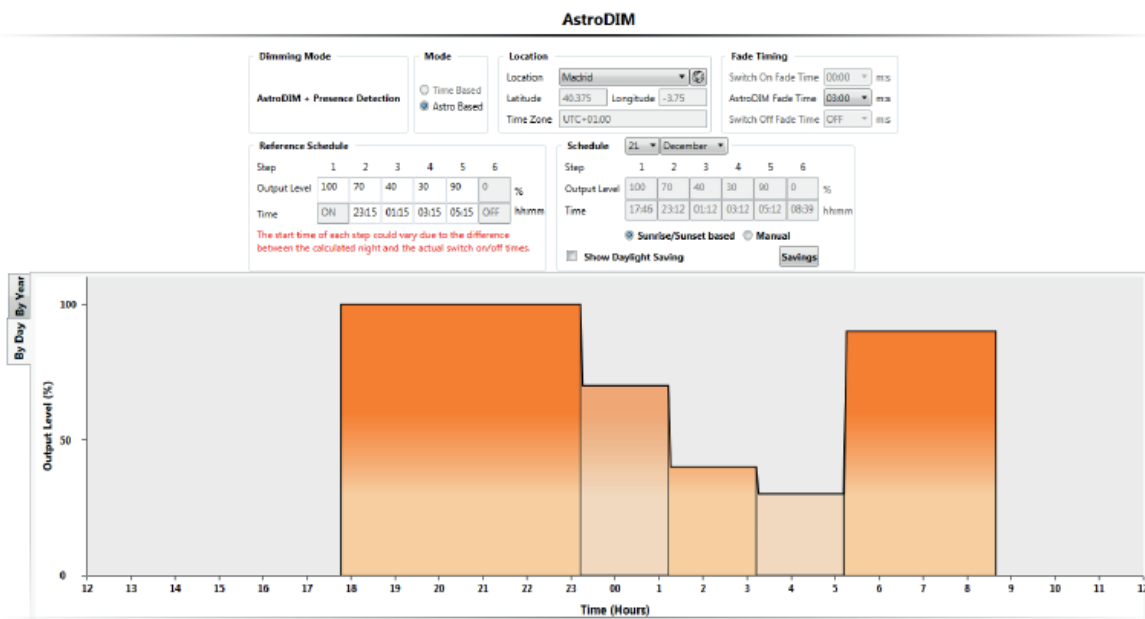 AstroDIM
Dimming Mode
AstroDIM + Presence Detection
Mode
Time Based
Astro Based
Location
Location Madrid
Latitude 40.375 Longitude -3.75
Time Zone UTC+01:00
Fade Timing
Switch On Fade Time 00:00 m:s
AstroDIM Fade Time 03:00 m:s
Switch Off Fade Time OFF m:s
Reference Schedule
Step 1 2 3 4 5 6
Output Level 100 70 40 30 90 0 %
Time ON 23:15 01:15 03:15 05:15 OFF hh:mm
The start time of each step could vary due to the difference
between the calculated night and the actual switch on/off times.
Schedule 21 December
Step 1 2 3 4 5 6
Output Level 100 70 40 30 90 0 %
Time 17:46 23:12 01:12 03:12 05:12 08:39 hh:mm
Sunrise/Sunset based Manual
Show Daylight Saving Savings
By Year
By Day
Output Level (%)
100
50
0
12 13 14 15 16 17 18 19 20 21 22 23 00 1 2 3 4 5 6 7 8 9 10 11
Time (Hours)